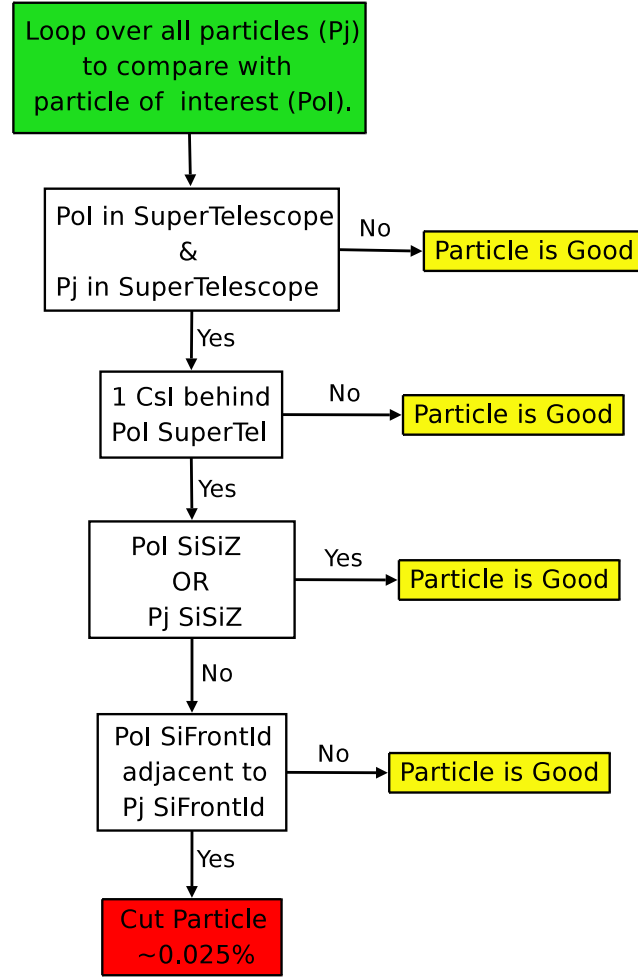 Loop over all particles (Pj)
to compare with
particle of interest (PoI).
PoI in SuperTelescope
&
Pj in SuperTelescope
No
Particle is Good
Yes
1 CsI behind
PoI SuperTel
No
Particle is Good
Yes
PoI SiSiZ
OR
Pj SiSiZ
Yes
Particle is Good
No
PoI SiFrontId
adjacent to
Pj SiFrontId
No
Particle is Good
Yes
Cut Particle
~0.025%